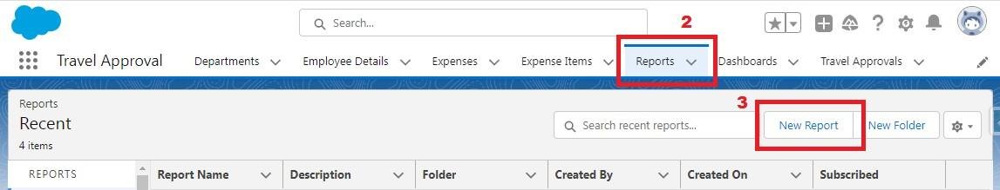 Search...
2
Travel Approval Departments Employee Details Expenses Expense Items Reports Dashboards Travel Approvals
Reports
Recent
4 items
3
Search recent reports... New Report New Folder
REPORTS Report Name Description Folder Created By Created On Subscribed